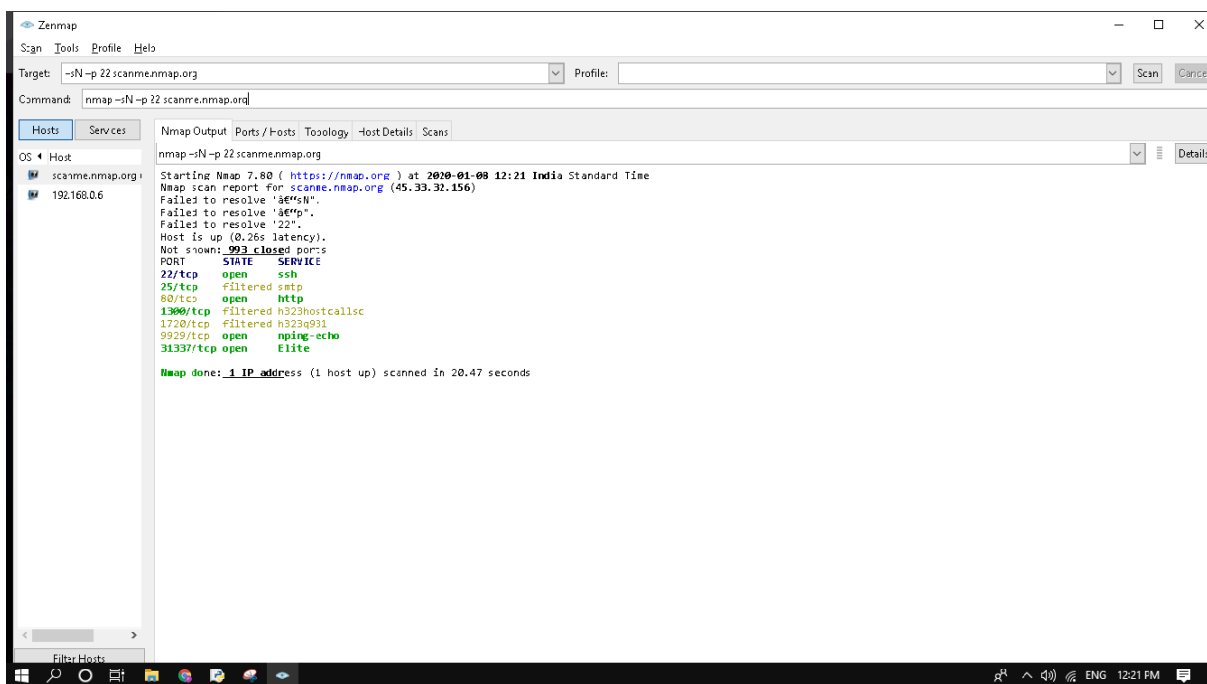 Zenmap
Scan Tools Profile Help
Target: –sN –p 22 scanme.nmap.org Profile: Scan Cance
Command: nmap –sN –p 22 scanme.nmap.org
Hosts Services
Nmap Output Ports / Hosts Topology Host Details Scans
OS Host
nmap –sN –p 22 scanme.nmap.org Details
scanme.nmap.org (
192.168.0.6
Starting Nmap 7.80 ( https://nmap.org ) at 2020-01-08 12:21 India Standard Time
Nmap scan report for scanme.nmap.org (45.33.32.156)
Failed to resolve 'â€“sN".
Failed to resolve 'â€“p".
Failed to resolve '22".
Host is up (0.26s latency).
Not shown: 993 closed ports
PORT STATE SERVICE
22/tcp open ssh
25/tcp filtered smtp
80/tcp open http
1300/tcp filtered h323hostcallsc
1720/tcp filtered h323q931
9929/tcp open nping-echo
31337/tcp open Elite
Nmap done: 1 IP address (1 host up) scanned in 20.47 seconds
Filter Hosts
ENG 12:21 PM